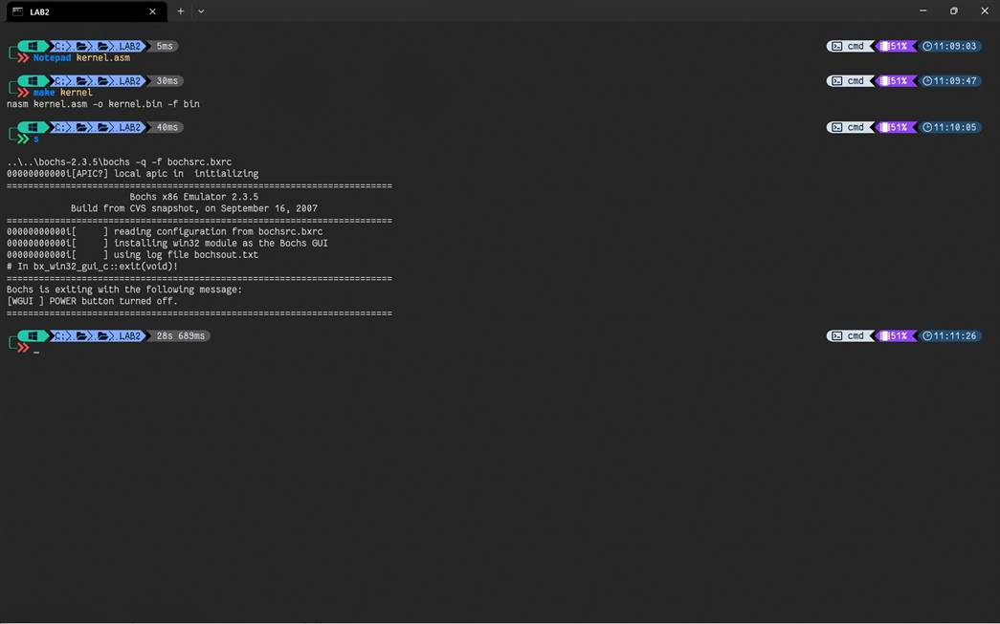 LAB2
C: LAB2 5ms cmd 51% 11:09:03
Notepad kernel.asm
C: LAB2 30ms cmd 51% 11:09:47
make kernel
nasm kernel.asm -o kernel.bin -f bin
C: LAB2 40ms cmd 51% 11:10:05
s
..\..\bochs-2.3.5\bochs -q -f bochsrc.bxrc
00000000000i[APIC?] local apic in  initializing
========================================================================
Bochs x86 Emulator 2.3.5
Build from CVS snapshot, on September 16, 2007
========================================================================
00000000000i[     ] reading configuration from bochsrc.bxrc
00000000000i[     ] installing win32 module as the Bochs GUI
00000000000i[     ] using log file bochsout.txt
# In bx_win32_gui_c::exit(void)!
========================================================================
Bochs is exiting with the following message:
[WGUI ] POWER button turned off.
========================================================================
C: LAB2 28s 689ms cmd 51% 11:11:26
_